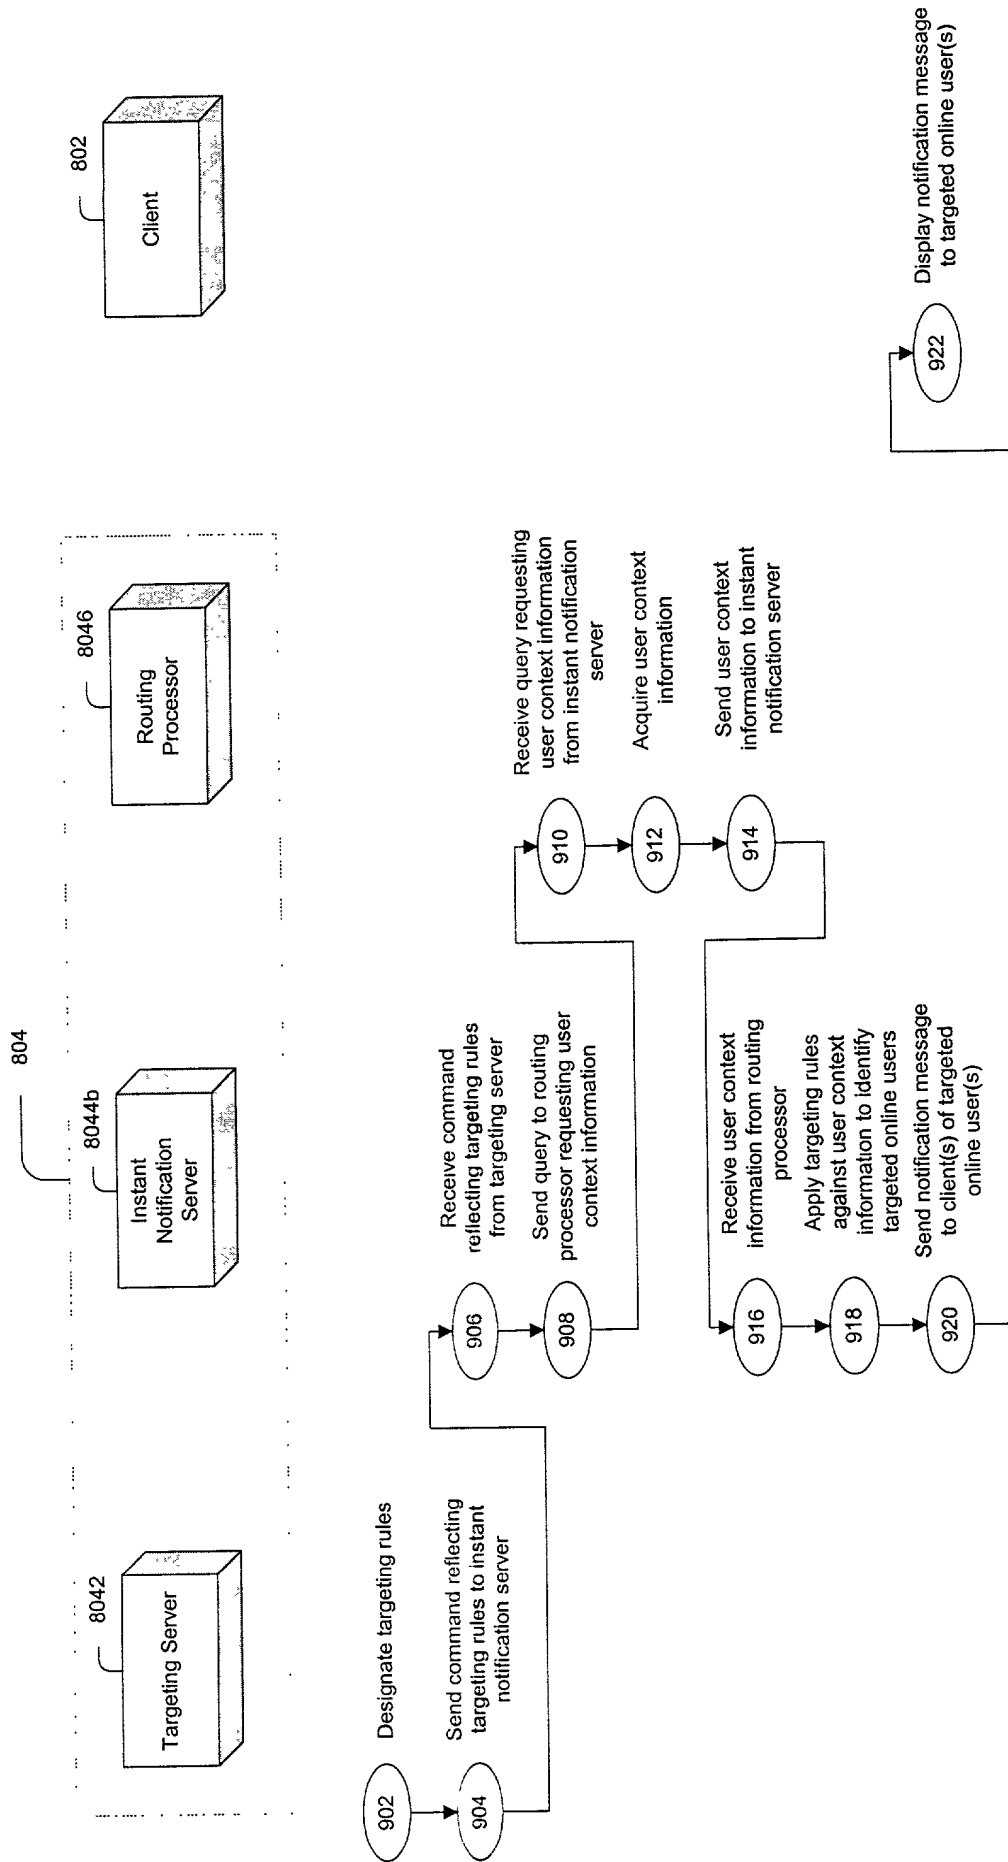 804
8042
Targeting Server
8044b
Instant
Notification
Server
8046
Routing
Processor
802
Client
902
Designate targeting rules
904
Send command reflecting
targeting rules to instant
notification server
906
Receive command
reflecting targeting rules
from targeting server
908
Send query to routing
processor requesting user
context information
910
Receive query requesting
user context information
from instant notification
server
912
Acquire user context
information
914
Send user context
information to instant
notification server
916
Receive user context
information from routing
processor
918
Apply targeting rules
against user context
information to identify
targeted online users
920
Send notification message
to client(s) of targeted
online user(s)
922
Display notification message
to targeted online user(s)